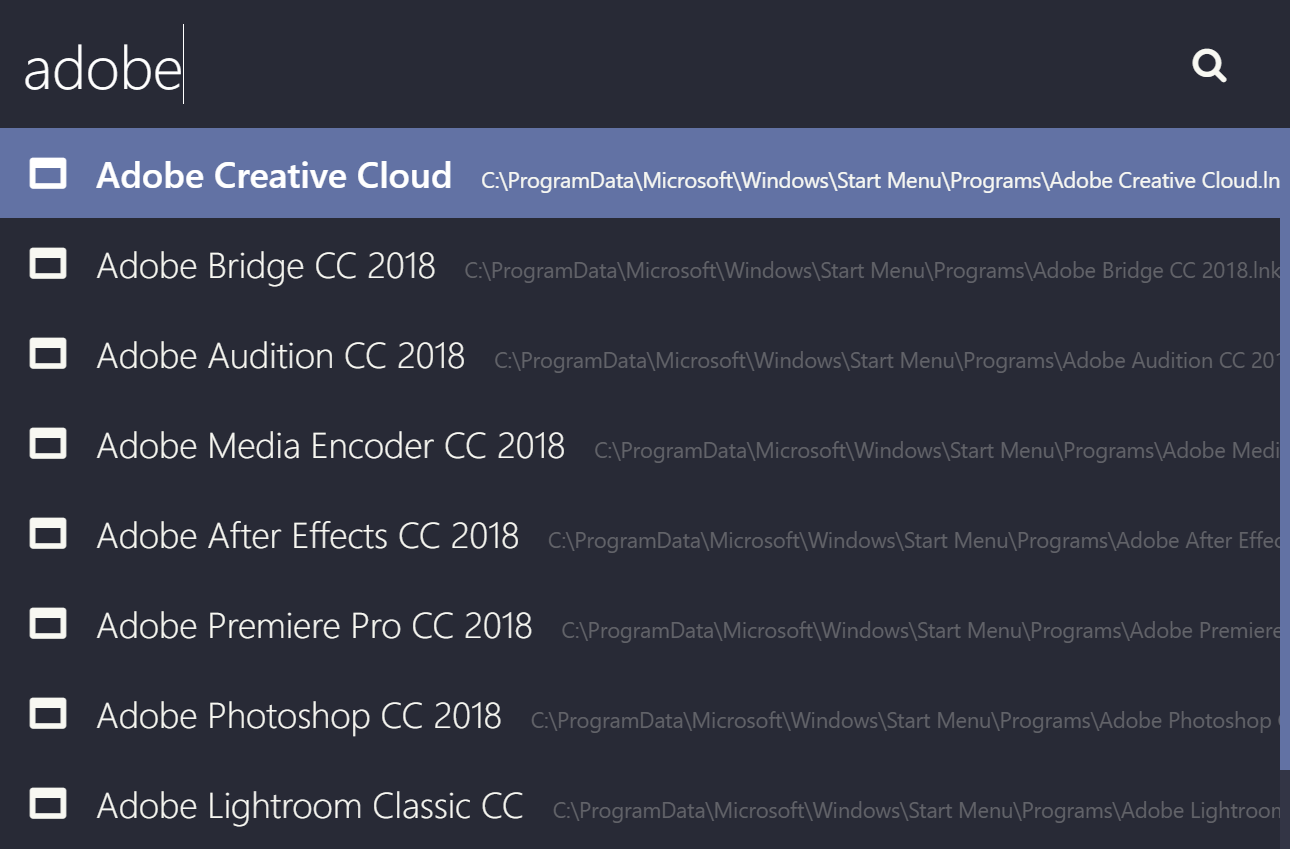 adobe
Adobe Creative Cloud C:\ProgramData\Microsoft\Windows\Start Menu\Programs\Adobe Creative Cloud.ln
Adobe Bridge CC 2018 C:\ProgramData\Microsoft\Windows\Start Menu\Programs\Adobe Bridge CC 2018.lnk
Adobe Audition CC 2018 C:\ProgramData\Microsoft\Windows\Start Menu\Programs\Adobe Audition CC 201
Adobe Media Encoder CC 2018 C:\ProgramData\Microsoft\Windows\Start Menu\Programs\Adobe Medi
Adobe After Effects CC 2018 C:\ProgramData\Microsoft\Windows\Start Menu\Programs\Adobe After Effec
Adobe Premiere Pro CC 2018 C:\ProgramData\Microsoft\Windows\Start Menu\Programs\Adobe Premiere
Adobe Photoshop CC 2018 C:\ProgramData\Microsoft\Windows\Start Menu\Programs\Adobe Photoshop
Adobe Lightroom Classic CC C:\ProgramData\Microsoft\Windows\Start Menu\Programs\Adobe Lightroom